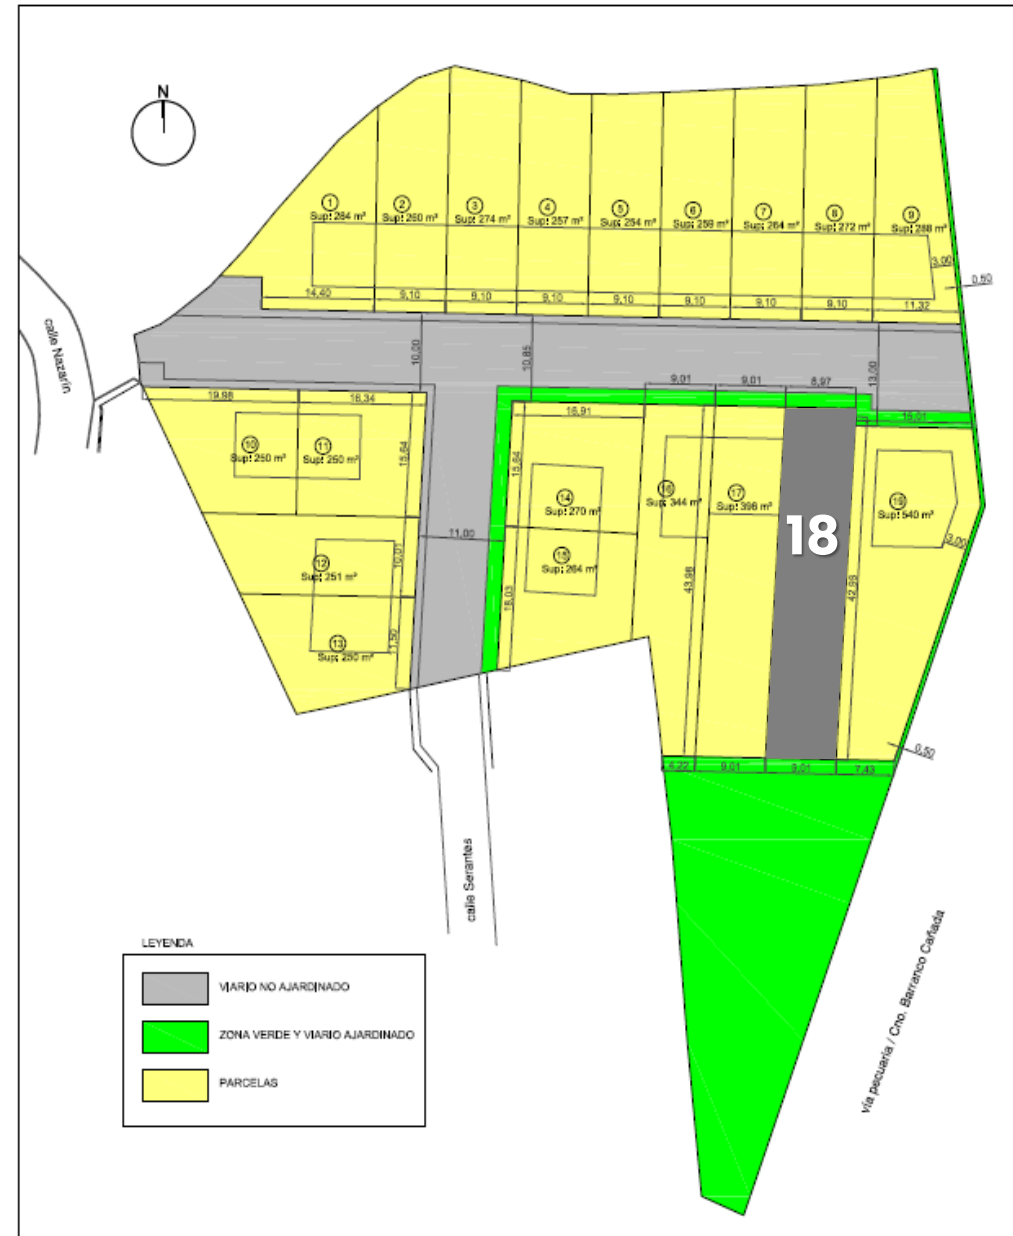 N
1
Sup: 284 m²
2
Sup: 260 m²
3
Sup: 274 m²
4
Sup: 257 m²
5
Sup: 254 m²
6
Sup: 259 m²
7
Sup: 264 m²
8
Sup: 272 m²
9
Sup: 288 m²
3,00
0,50
14,40
9,10
9,10
9,10
9,10
9,10
9,10
9,10
11,32
calle Nazarín
10,00
10,85
13,00
9,01
9,01
8,97
15,01
19,98
16,34
16,91
10
Sup: 250 m²
11
Sup: 250 m²
15,64
15,64
14
Sup: 270 m²
16
Sup: 344 m²
17
Sup: 396 m²
18
19
Sup: 540 m²
3,00
11,00
12
Sup: 251 m²
10,01
15
Sup: 264 m²
18,03
43,98
42,98
13
Sup: 250 m²
11,50
0,50
4,22
9,01
9,01
7,43
calle Serantes
vía pecuaria / Cno. Barranco Cañada
LEYENDA
VIARIO NO AJARDINADO
ZONA VERDE Y VIARIO AJARDINADO
PARCELAS